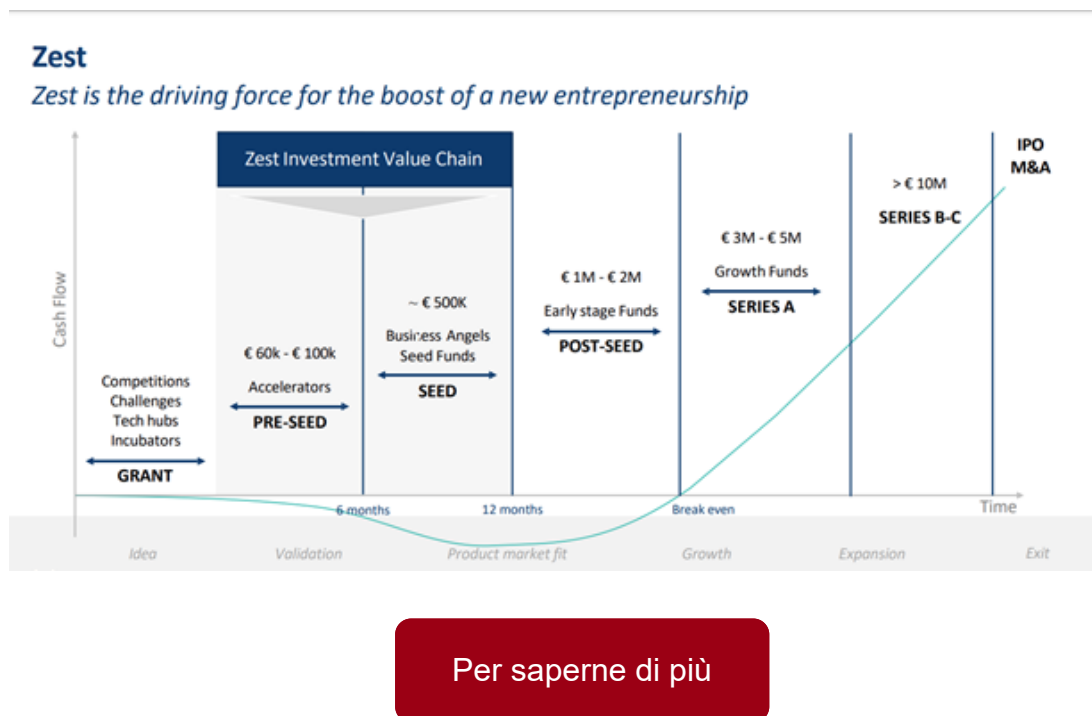 Zest
Zest is the driving force for the boost of a new entrepreneurship
Zest Investment Value Chain
Cash Flow
Competitions
Challenges
Tech hubs
Incubators
GRANT
€ 60k - € 100k
Accelerators
PRE-SEED
~ € 500K
Business Angels
Seed Funds
SEED
€ 1M - € 2M
Early stage Funds
POST-SEED
€ 3M - € 5M
Growth Funds
SERIES A
> € 10M
SERIES B-C
IPO
M&A
6 months
12 months
Break even
Time
Idea
Validation
Product market fit
Growth
Expansion
Exit
Per saperne di più